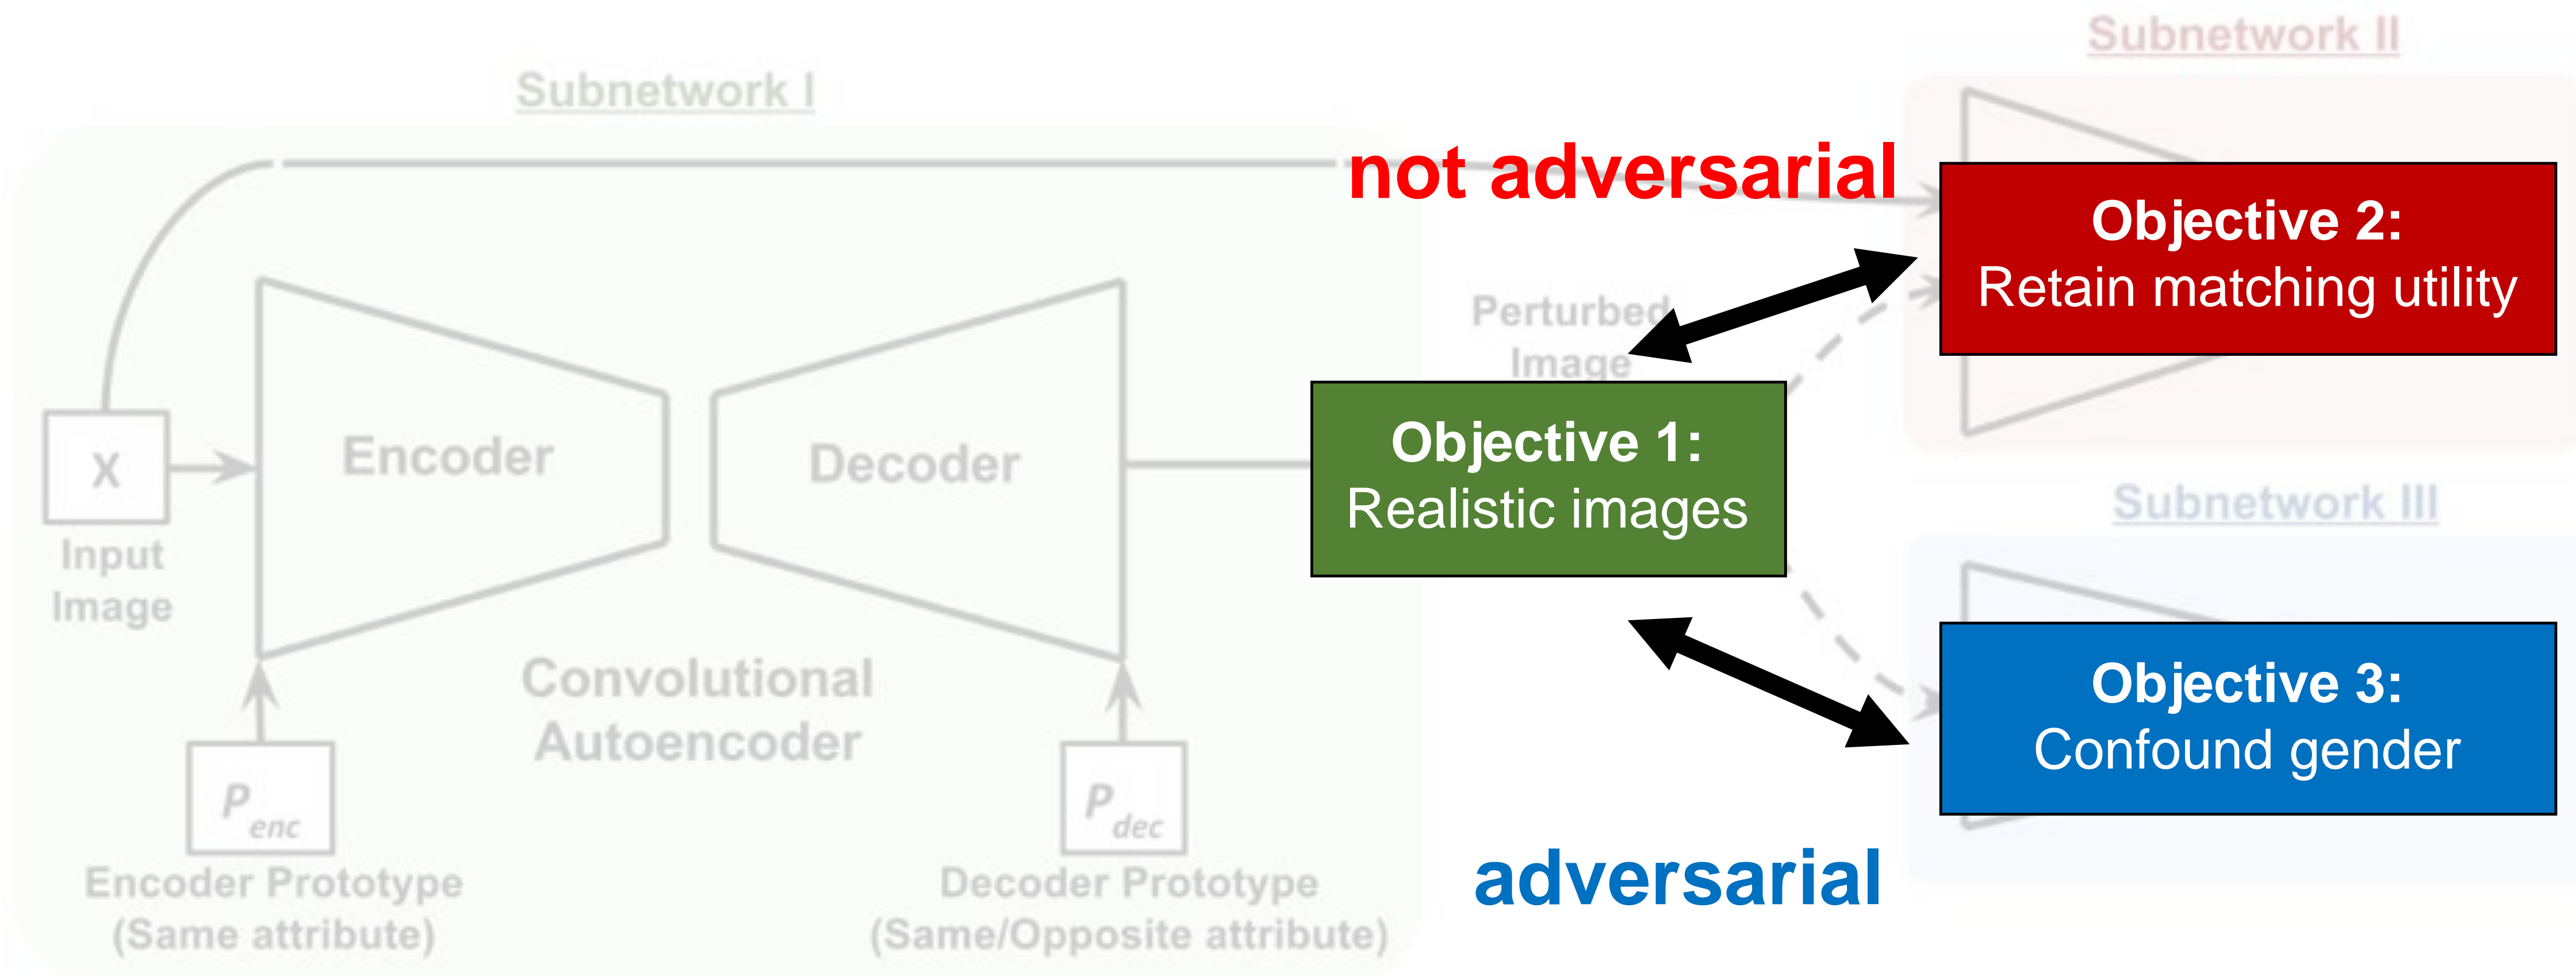 Subnetwork I
Subnetwork II
not adversarial
Objective 2:
Retain matching utility
Perturbed
Image
Objective 1:
Realistic images
X
Encoder
Decoder
Input
Image
Subnetwork III
Convolutional
Autoencoder
Objective 3:
Confound gender
P enc
P dec
adversarial
Encoder Prototype
(Same attribute)
Decoder Prototype
(Same/Opposite attribute)